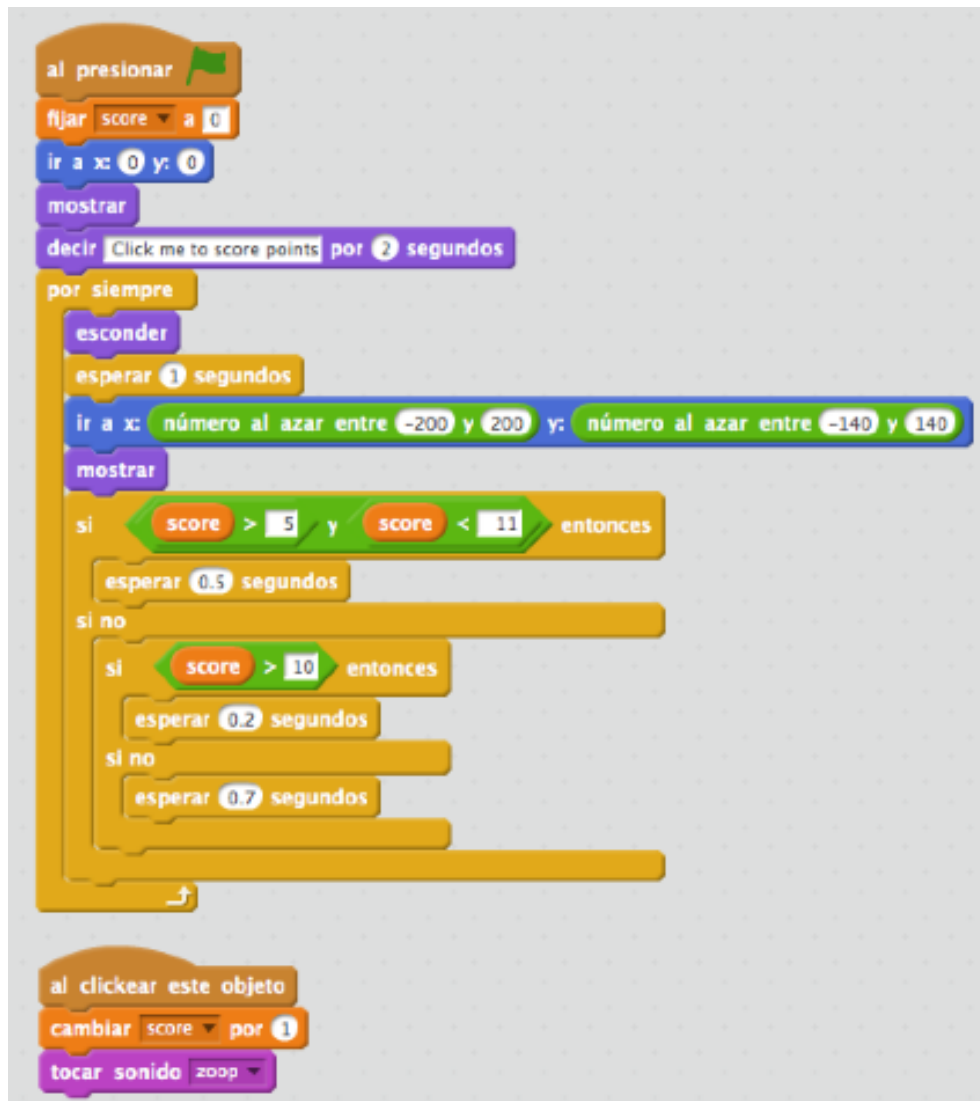 al presionar
fijar score a 0
ir a x: 0 y: 0
mostrar
decir Click me to score points por 2 segundos
por siempre
esconder
esperar 1 segundos
ir a x: número al azar entre -200 y 200 y: número al azar entre -140 y 140
mostrar
si score > 5 y score < 11 entonces
esperar 0.5 segundos
si no
si score > 10 entonces
esperar 0.2 segundos
si no
esperar 0.7 segundos
al clickear este objeto
cambiar score por 1
tocar sonido zoop